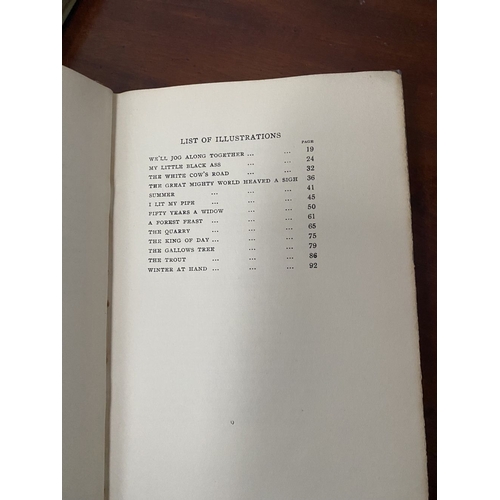 LIST OF ILLUSTRATIONS
PAGE
WE'LL JOG ALONG TOGETHER ... ... 19
MY LITTLE BLACK ASS ... ... 24
THE WHITE COW'S ROAD ... ... 32
THE GREAT MIGHTY WORLD HEAVED A SIGH 36
SUMMER ... ... ... 41
I LIT MY PIPE ... ... ... 45
FIFTY YEARS A WIDOW ... ... ... 50
A FOREST FEAST ... ... ... 61
THE QUARRY ... ... ... 65
THE KING OF DAY ... ... ... 75
THE GALLOWS TREE ... ... 79
THE TROUT ... ... ... 86
WINTER AT HAND ... ... ... 92
9